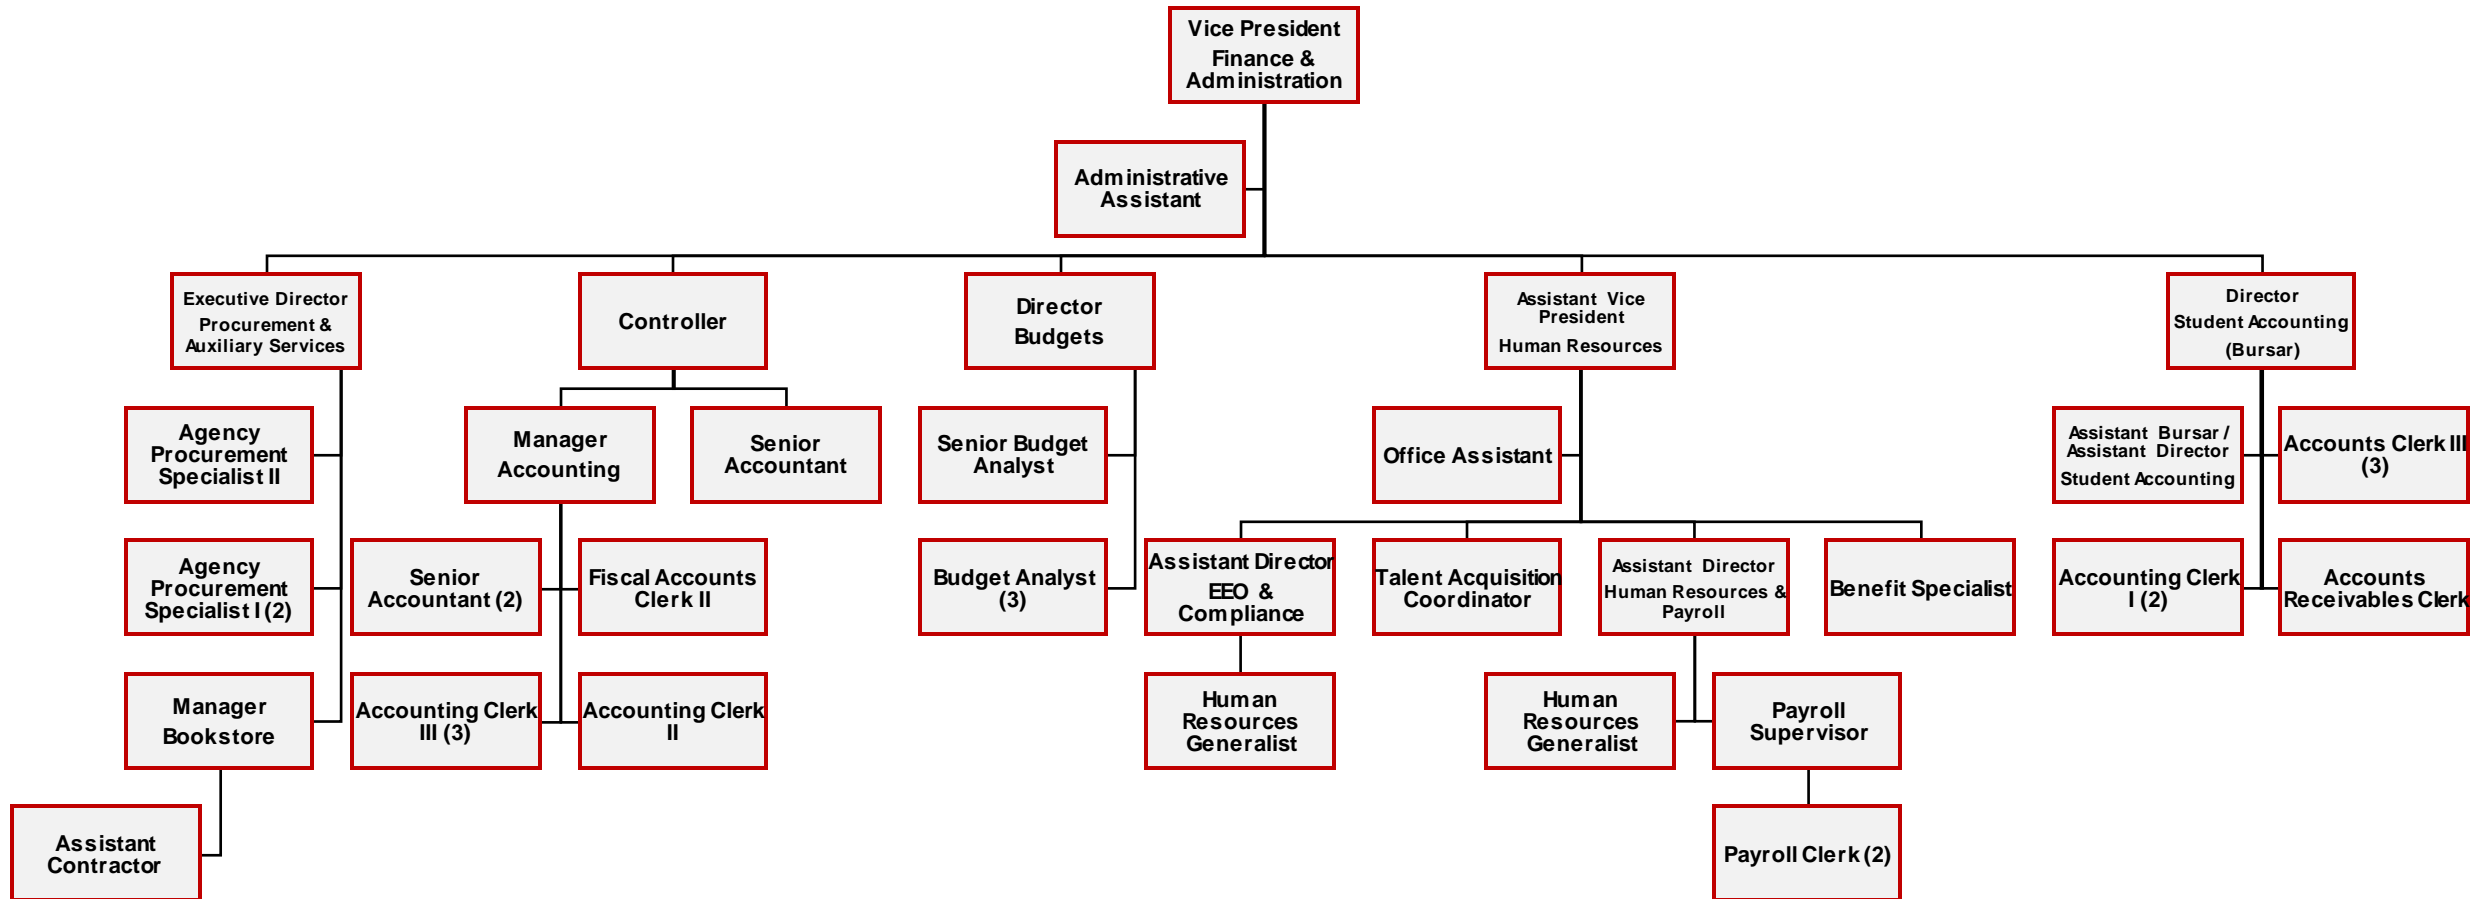 Vice President
Finance &
Administration
Administrative
Assistant
Executive Director
Procurement &
Auxiliary Services
Controller
Director
Budgets
Assistant Vice
President
Human Resources
Director
Student Accounting
(Bursar)
Agency
Procurement
Specialist II
Manager
Accounting
Senior
Accountant
Senior Budget
Analyst
Office Assistant
Assistant Bursar /
Assistant Director
Student Accounting
Accounts Clerk III
(3)
Agency
Procurement
Specialist I (2)
Senior
Accountant (2)
Fiscal Accounts
Clerk II
Budget Analyst
(3)
Assistant Director
EEO &
Compliance
Talent Acquisition
Coordinator
Assistant Director
Human Resources &
Payroll
Benefit Specialist
Accounting Clerk
I (2)
Accounts
Receivables Clerk
Manager
Bookstore
Accounting Clerk
III (3)
Accounting Clerk
II
Human
Resources
Generalist
Human
Resources
Generalist
Payroll
Supervisor
Assistant
Contractor
Payroll Clerk (2)